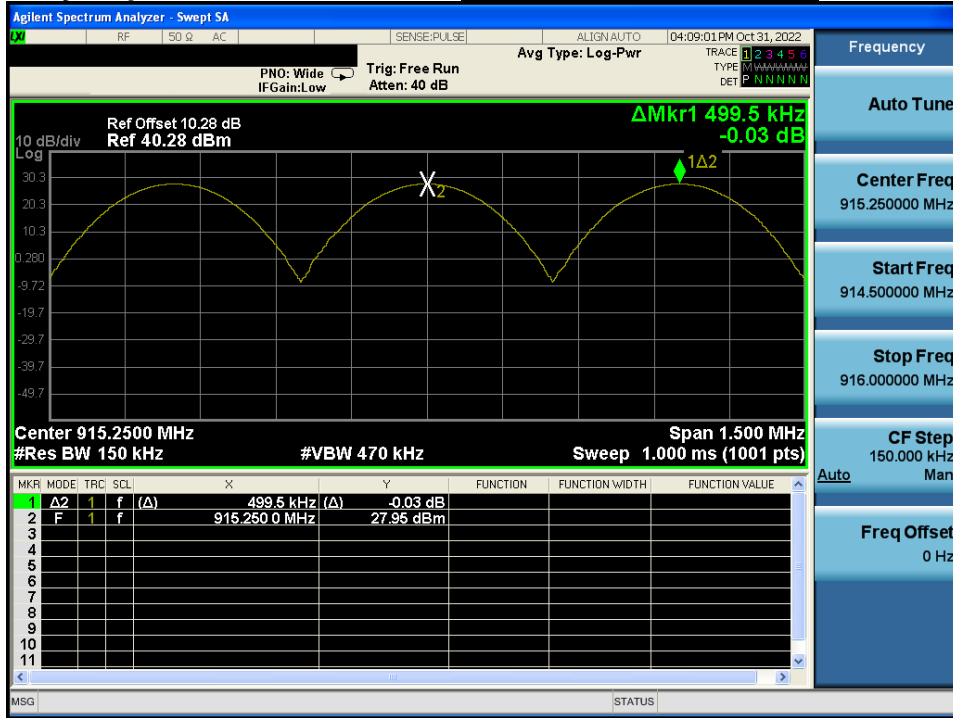 Agilent Spectrum Analyzer - Swept SA
LXI RF 50 Ω AC SENSE:PULSE ALIGN AUTO 04:09:01 PM Oct 31, 2022
Frequency
PNO: Wide Trig: Free Run Avg Type: Log-Pwr TRACE 1 2 3 4 5 6
IFGain:Low Atten: 40 dB TYPE M WWWWW
DET P N N N N N
Auto Tune
ΔMkr1 499.5 kHz
-0.03 dB
Ref Offset 10.28 dB
10 dB/div Ref 40.28 dBm
Log
30.3
20.3
10.3
0.280
-9.72
-19.7
-29.7
-39.7
-49.7
1Δ2
X2
Center Freq
915.250000 MHz
Start Freq
914.500000 MHz
Stop Freq
916.000000 MHz
Center 915.2500 MHz Span 1.500 MHz
#Res BW 150 kHz #VBW 470 kHz Sweep 1.000 ms (1001 pts)
CF Step
150.000 kHz
Auto Man
Freq Offset
0 Hz
MKR MODE TRC SCL X Y FUNCTION FUNCTION WIDTH FUNCTION VALUE
1 Δ2 1 f (Δ) 499.5 kHz (Δ) -0.03 dB
2 F 1 f 915.250 0 MHz 27.95 dBm
3
4
5
6
7
8
9
10
11
MSG STATUS